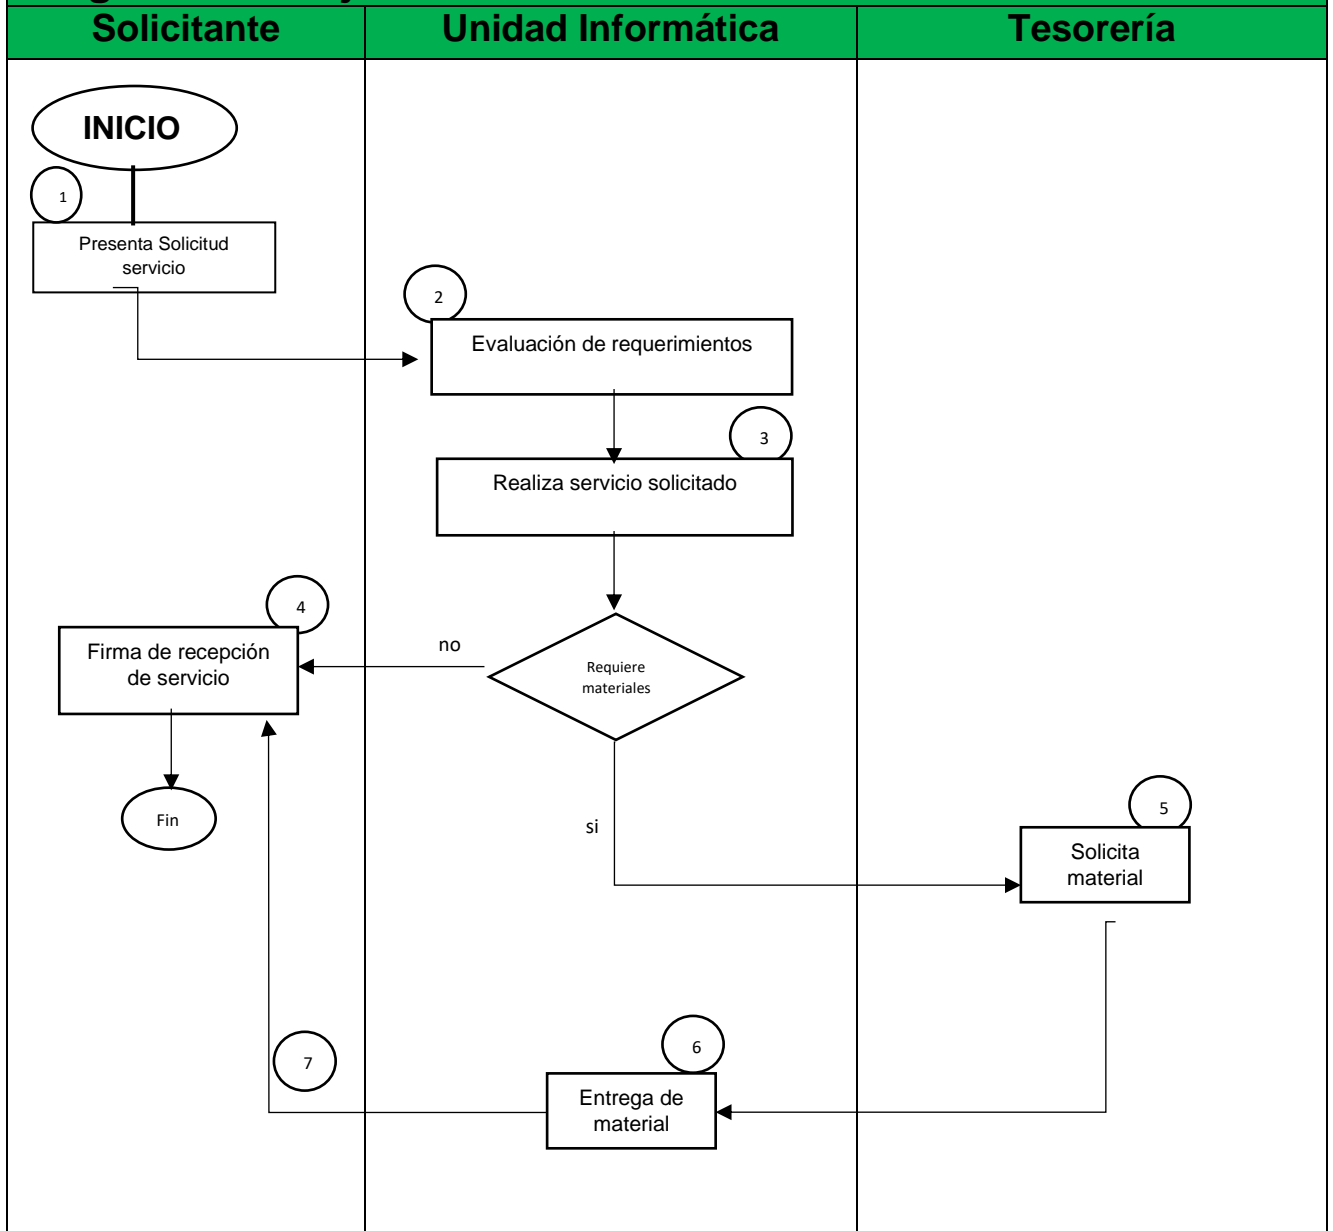 Solicitante
Unidad Informática
Tesorería
INICIO
1
Presenta Solicitud
servicio
2
Evaluación de requerimientos
3
Realiza servicio solicitado
4
Firma de recepción
de servicio
no
Requiere
materiales
Fin
si
5
Solicita
material
6
7
Entrega de
material